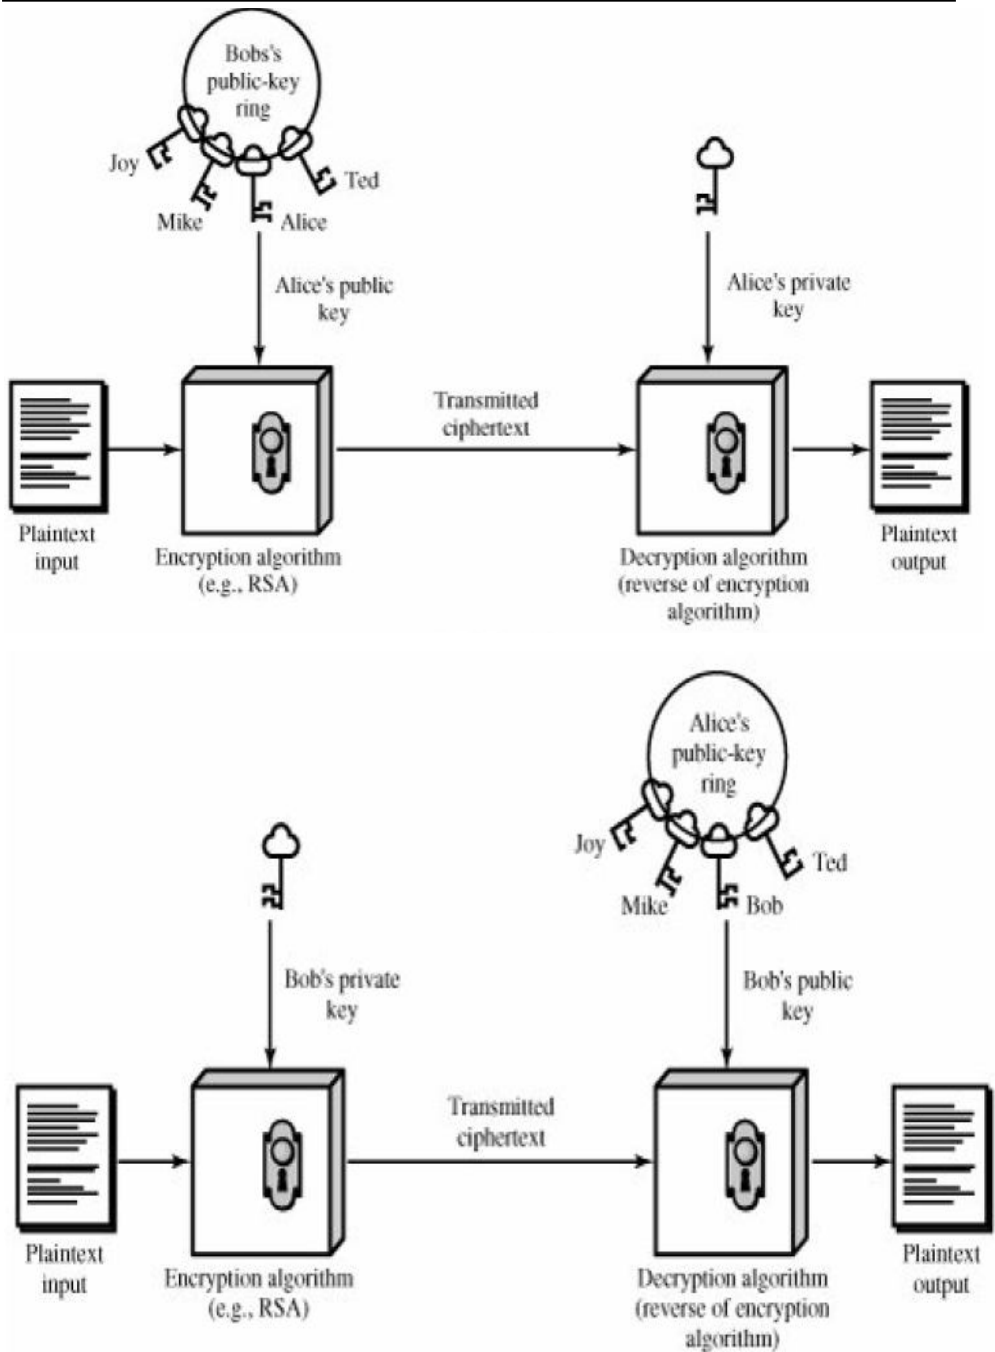 Bobs's
public-key
ring
Joy
Mike
Alice
Ted
Alice's public
key
Alice's private
key
Transmitted
ciphertext
Plaintext
input
Encryption algorithm
(e.g., RSA)
Decryption algorithm
(reverse of encryption
algorithm)
Plaintext
output
Alice's
public-key
ring
Joy
Mike
Bob
Ted
Bob's private
key
Bob's public
key
Transmitted
ciphertext
Plaintext
input
Encryption algorithm
(e.g., RSA)
Decryption algorithm
(reverse of encryption
algorithm)
Plaintext
output